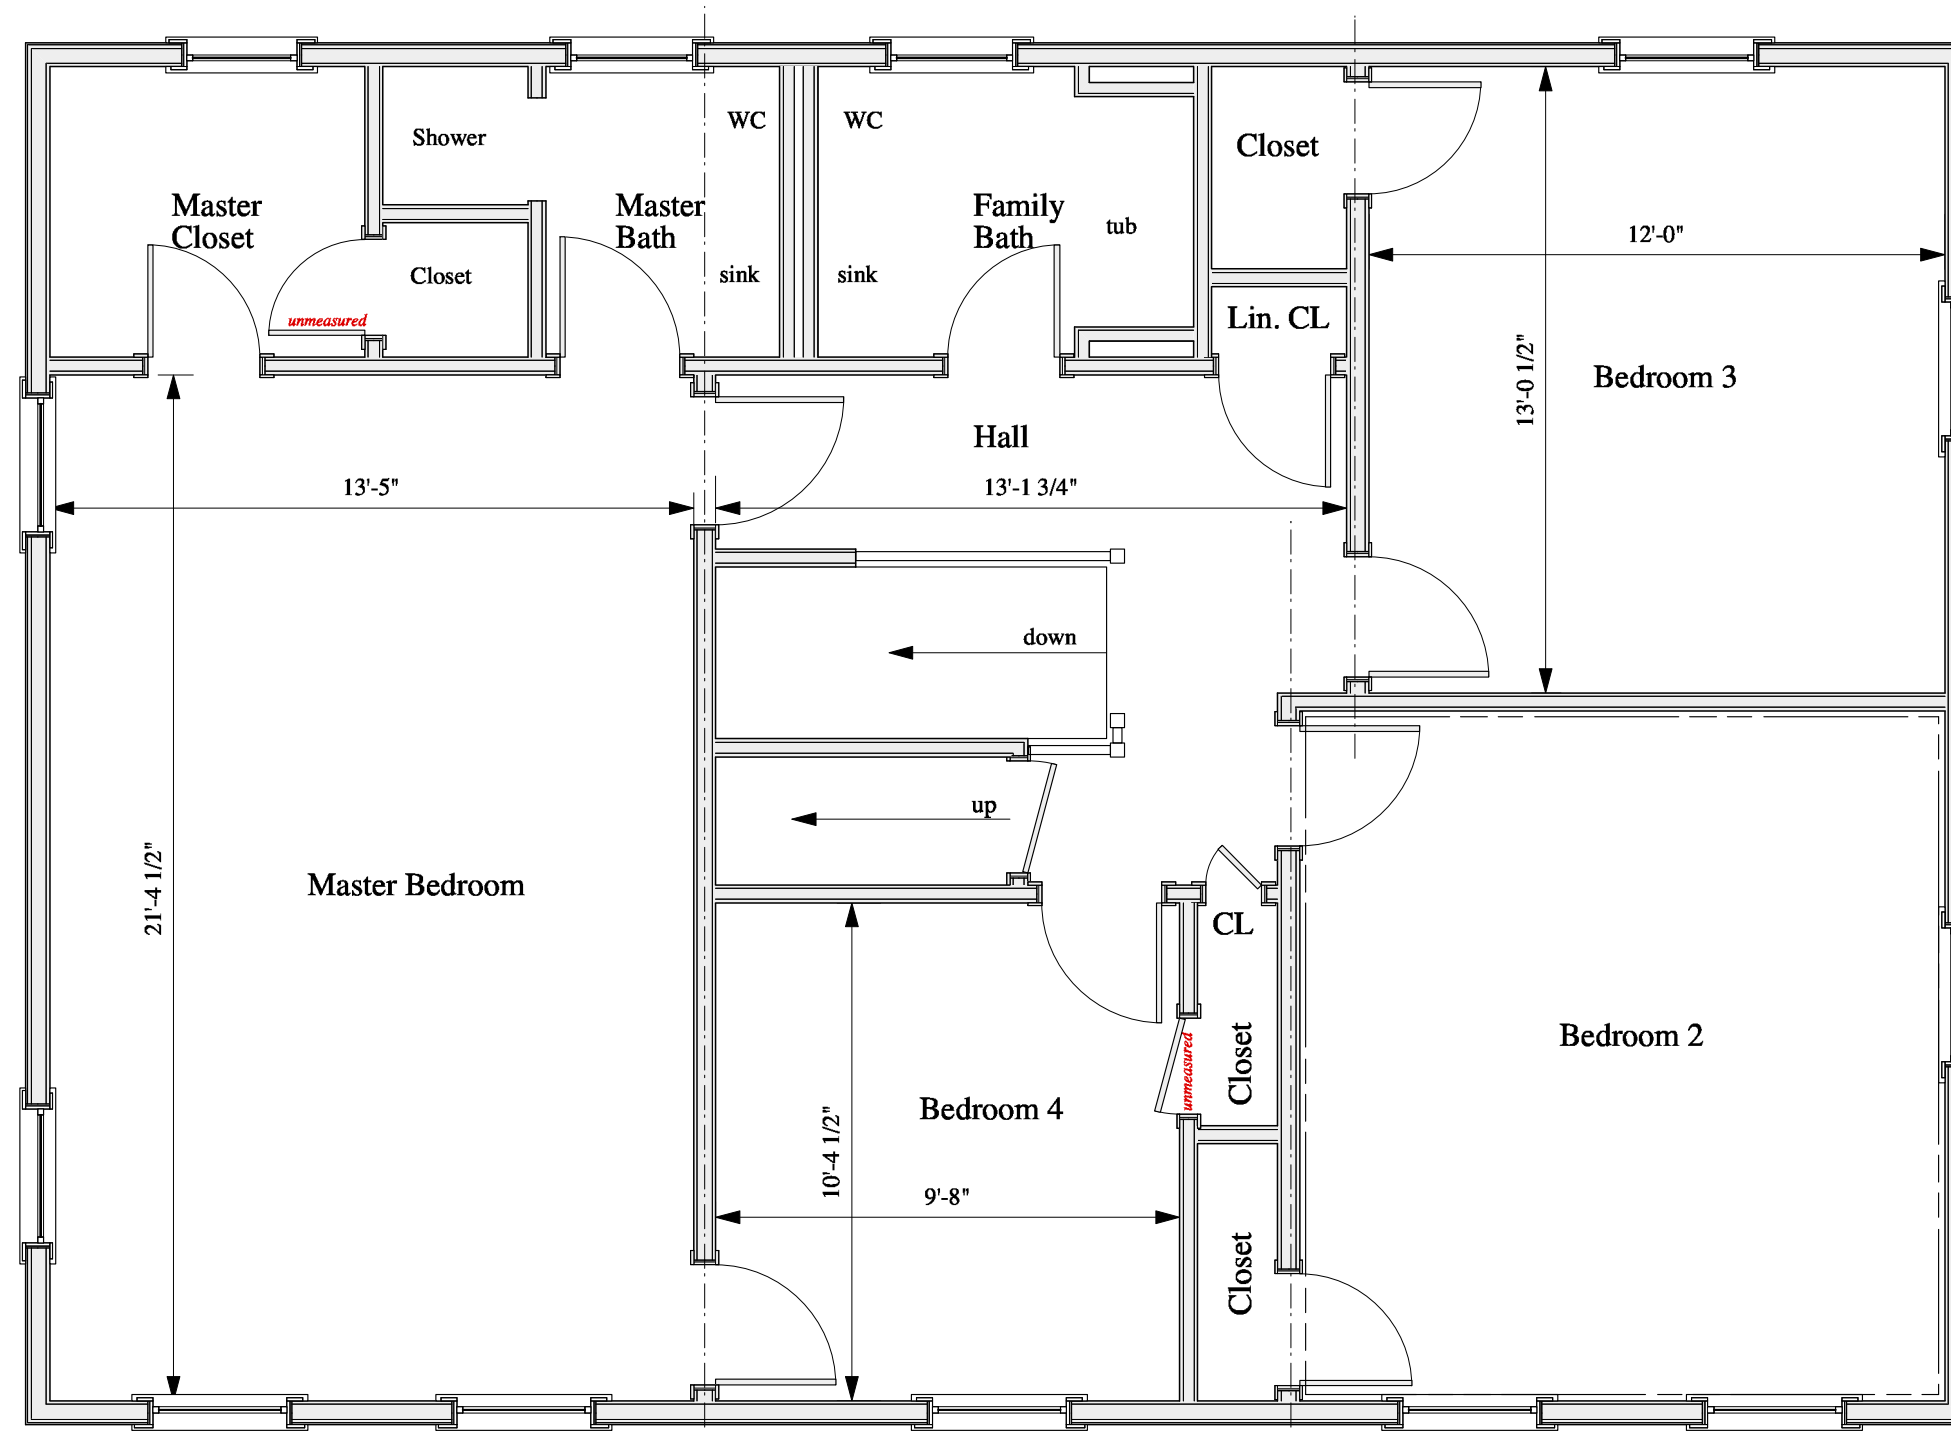 Shower
WC
WC
Closet
Master
Closet
Master
Bath
Family
Bath
tub
12'-0"
Closet
sink
sink
unmeasured
Lin. CL
13'-0 1/2"
Bedroom 3
Hall
13'-5"
13'-1 3/4"
down
up
21'-4 1/2"
Master Bedroom
CL
Closet
unmeasured
Bedroom 2
Bedroom 4
10'-4 1/2"
9'-8"
Closet